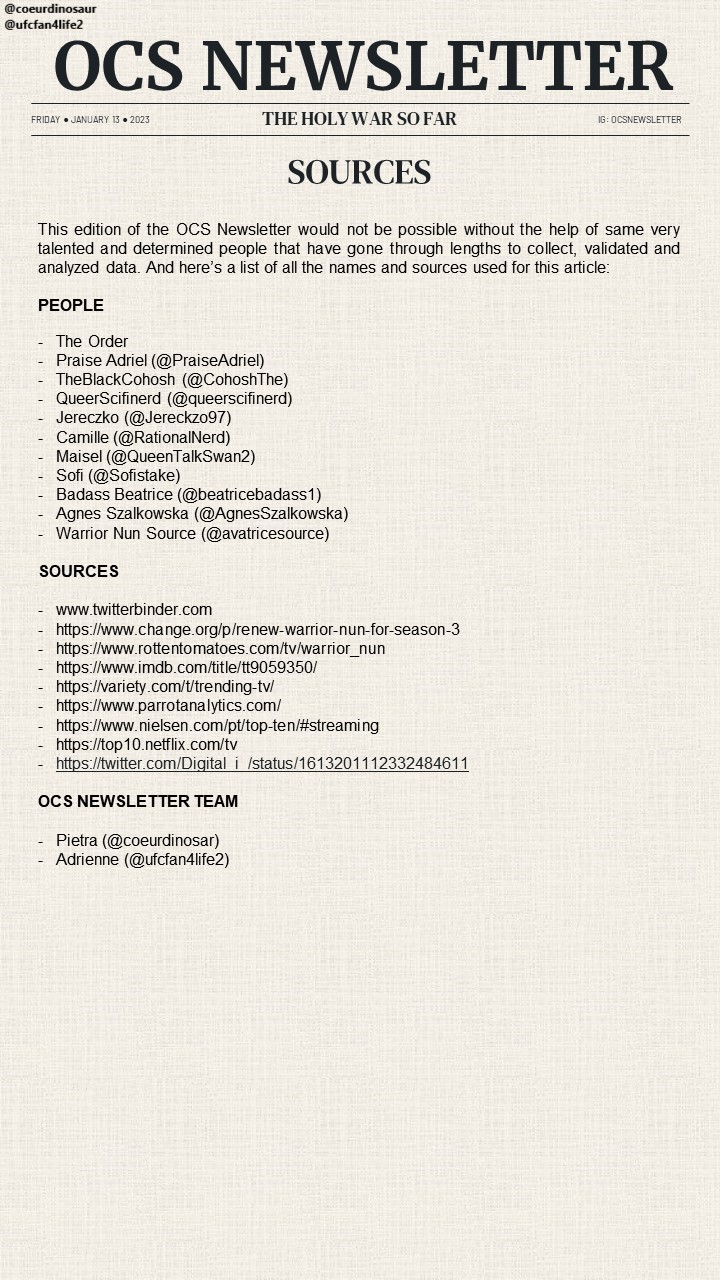 @coeurdinosaur
@ufcfan4life2
OCS NEWSLETTER
FRIDAY ● JANUARY 13 ● 2023 THE HOLY WAR SO FAR IG: OCSNEWSLETTER
SOURCES
This edition of the OCS Newsletter would not be possible without the help of same very
talented and determined people that have gone through lengths to collect, validated and
analyzed data. And here's a list of all the names and sources used for this article:
PEOPLE
- The Order
- Praise Adriel (@PraiseAdriel)
- TheBlackCohosh (@CohoshThe)
- QueerScifinerd (@queerscifinerd)
- Jereczko (@Jereckzo97)
- Camille (@RationalNerd)
- Maisel (@QueenTalkSwan2)
- Sofi (@Sofistake)
- Badass Beatrice (@beatricebadass1)
- Agnes Szalkowska (@AgnesSzalkowska)
- Warrior Nun Source (@avatricesource)
SOURCES
- www.twitterbinder.com
- https://www.change.org/p/renew-warrior-nun-for-season-3
- https://www.rottentomatoes.com/tv/warrior_nun
- https://www.imdb.com/title/tt9059350/
- https://variety.com/t/trending-tv/
- https://www.parrotanalytics.com/
- https://www.nielsen.com/pt/top-ten/#streaming
- https://top10.netflix.com/tv
- https://twitter.com/Digital_i_/status/1613201112332484611
OCS NEWSLETTER TEAM
- Pietra (@coeurdinosar)
- Adrienne (@ufcfan4life2)